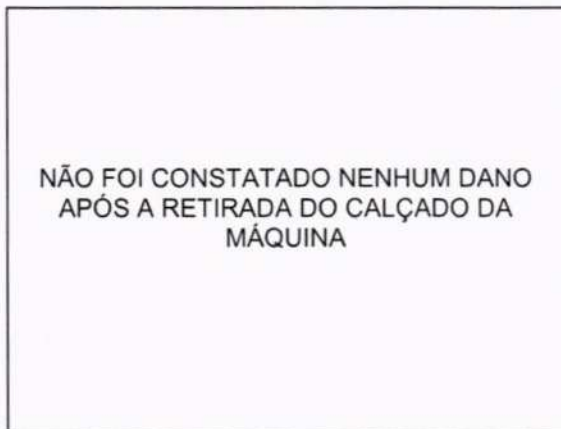 NÃO FOI CONSTATADO NENHUM DANO
APÓS A RETIRADA DO CALÇADO DA
MÁQUINA